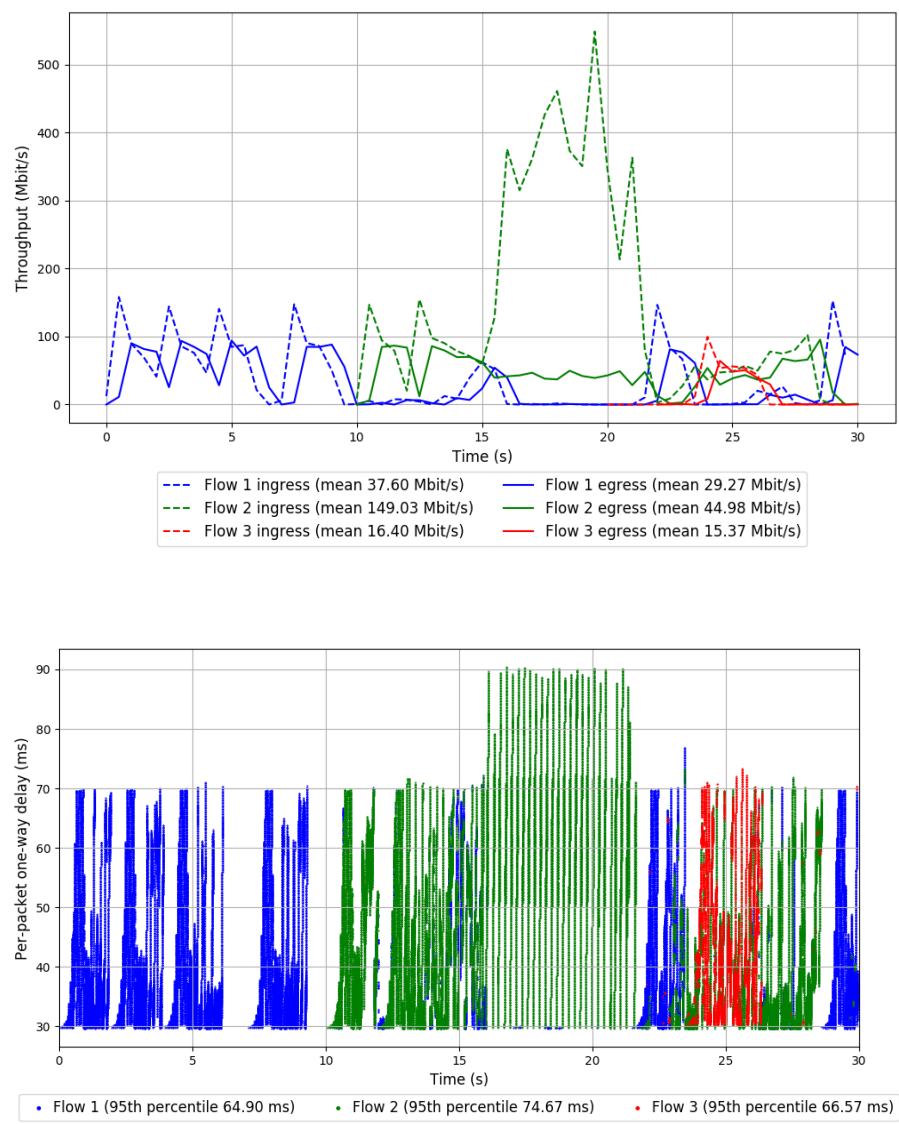 500
400
300
200
100
0
Throughput (Mbit/s)
0 5 10 15 20 25 30
Time (s)
Flow 1 ingress (mean 37.60 Mbit/s) Flow 1 egress (mean 29.27 Mbit/s)
Flow 2 ingress (mean 149.03 Mbit/s) Flow 2 egress (mean 44.98 Mbit/s)
Flow 3 ingress (mean 16.40 Mbit/s) Flow 3 egress (mean 15.37 Mbit/s)
90
80
70
60
50
40
30
Per-packet one-way delay (ms)
0 5 10 15 20 25 30
Time (s)
Flow 1 (95th percentile 64.90 ms) Flow 2 (95th percentile 74.67 ms) Flow 3 (95th percentile 66.57 ms)